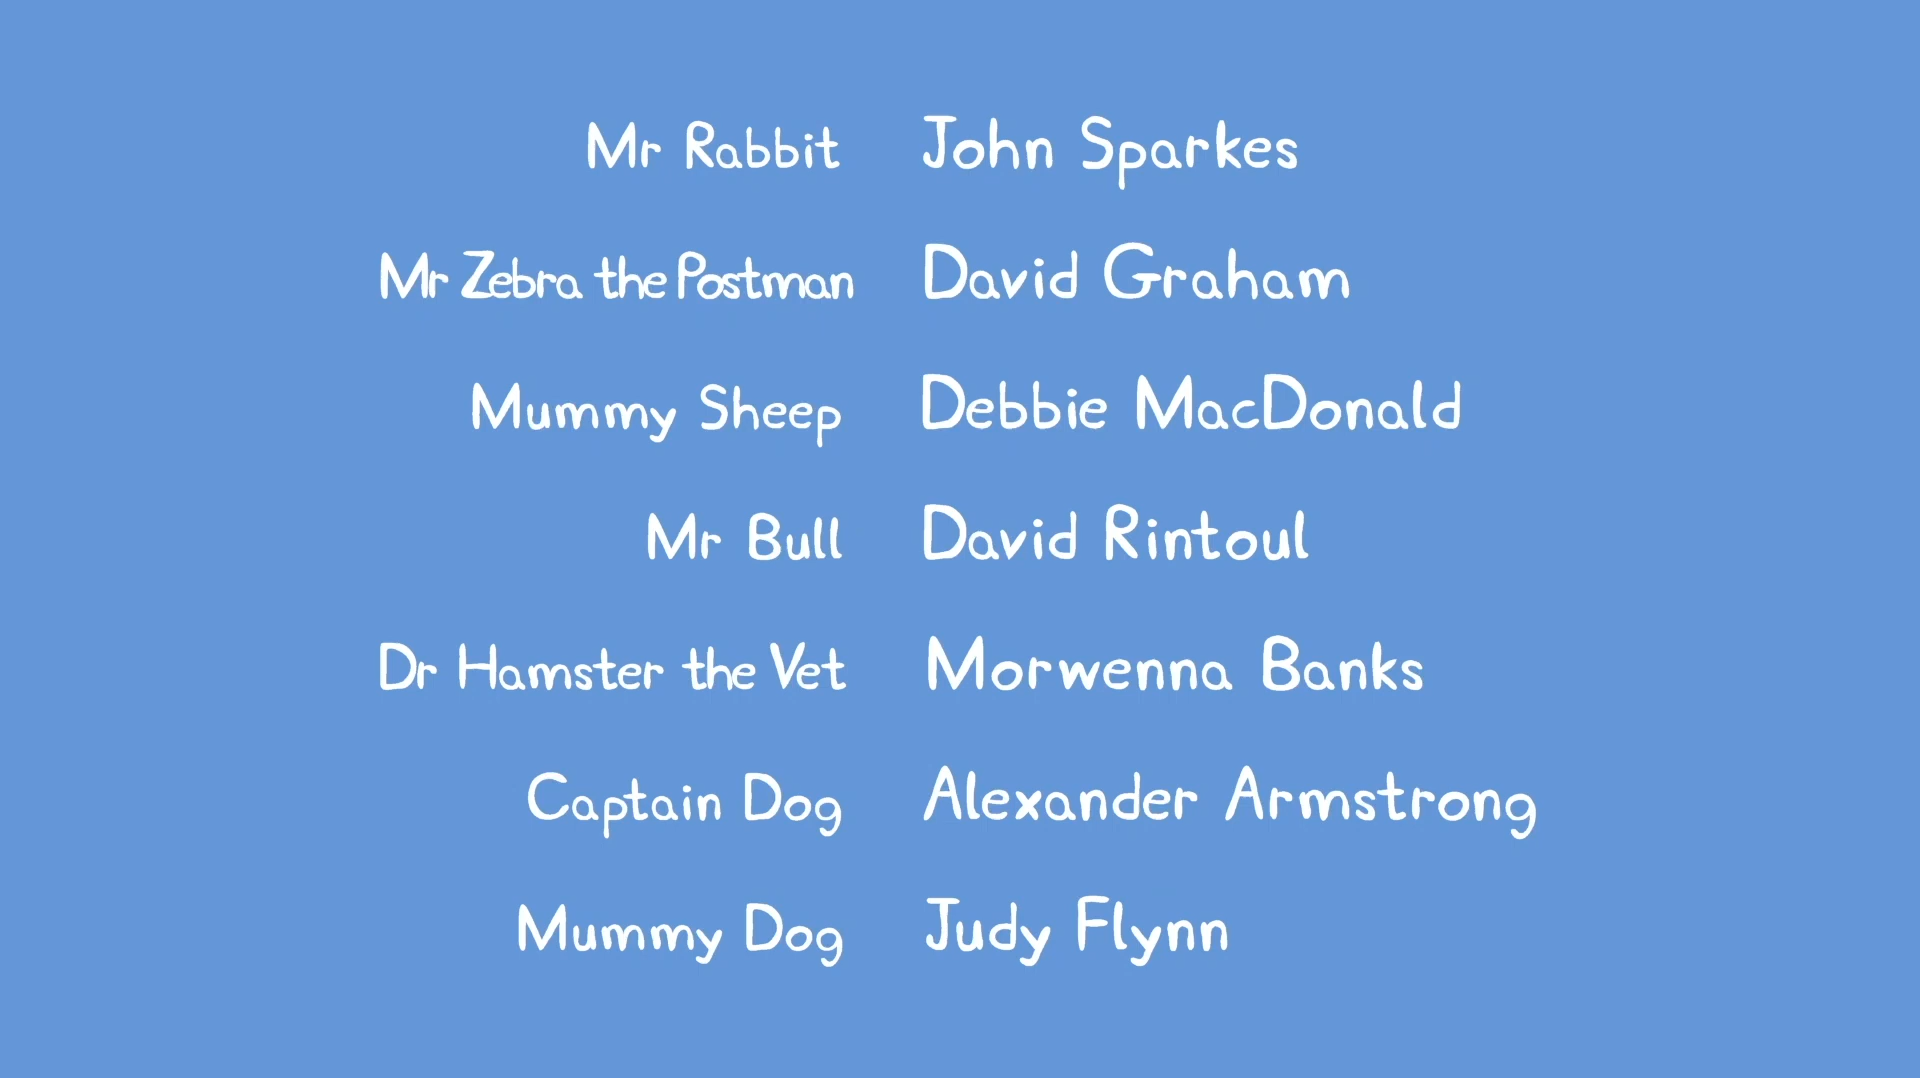 Mr Rabbit John Sparkes
Mr Zebra the Postman David Graham
Mummy Sheep Debbie MacDonald
Mr Bull David Rintoul
Dr Hamster the Vet Morwenna Banks
Captain Dog Alexander Armstrong
Mummy Dog Judy Flynn